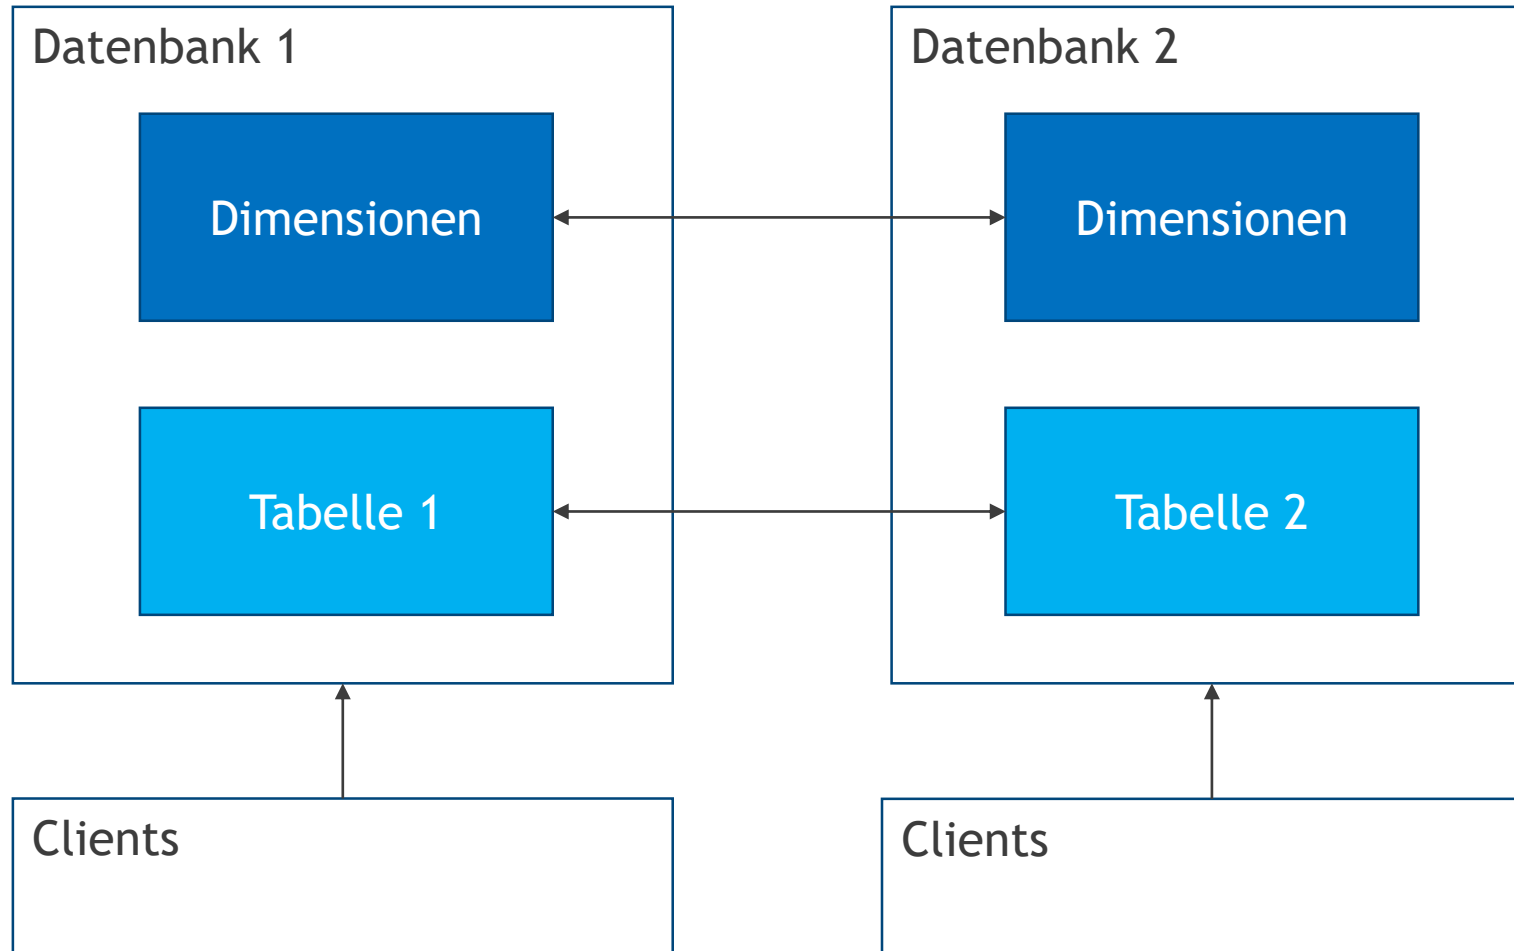 Datenbank 1
Datenbank 2
Dimensionen
Dimensionen
Tabelle 1
Tabelle 2
Clients
Clients